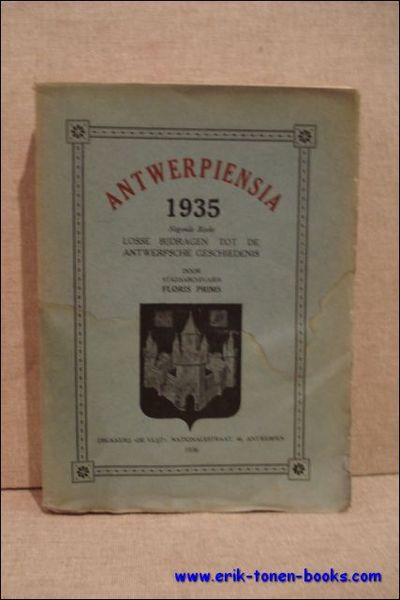 ANTWERPIENSIA
1935
Negende Reeks
LOSSE BIJDRAGEN TOT DE
ANTWERPSCHE GESCHIEDENIS
DOOR
STADSARCHIVARIS
FLORIS PRIMS
DRUKKERIJ «DE VLIJT», NATIONALESTRAAT, 46, ANTWERPEN
1936
www.erik-tonen-books.com